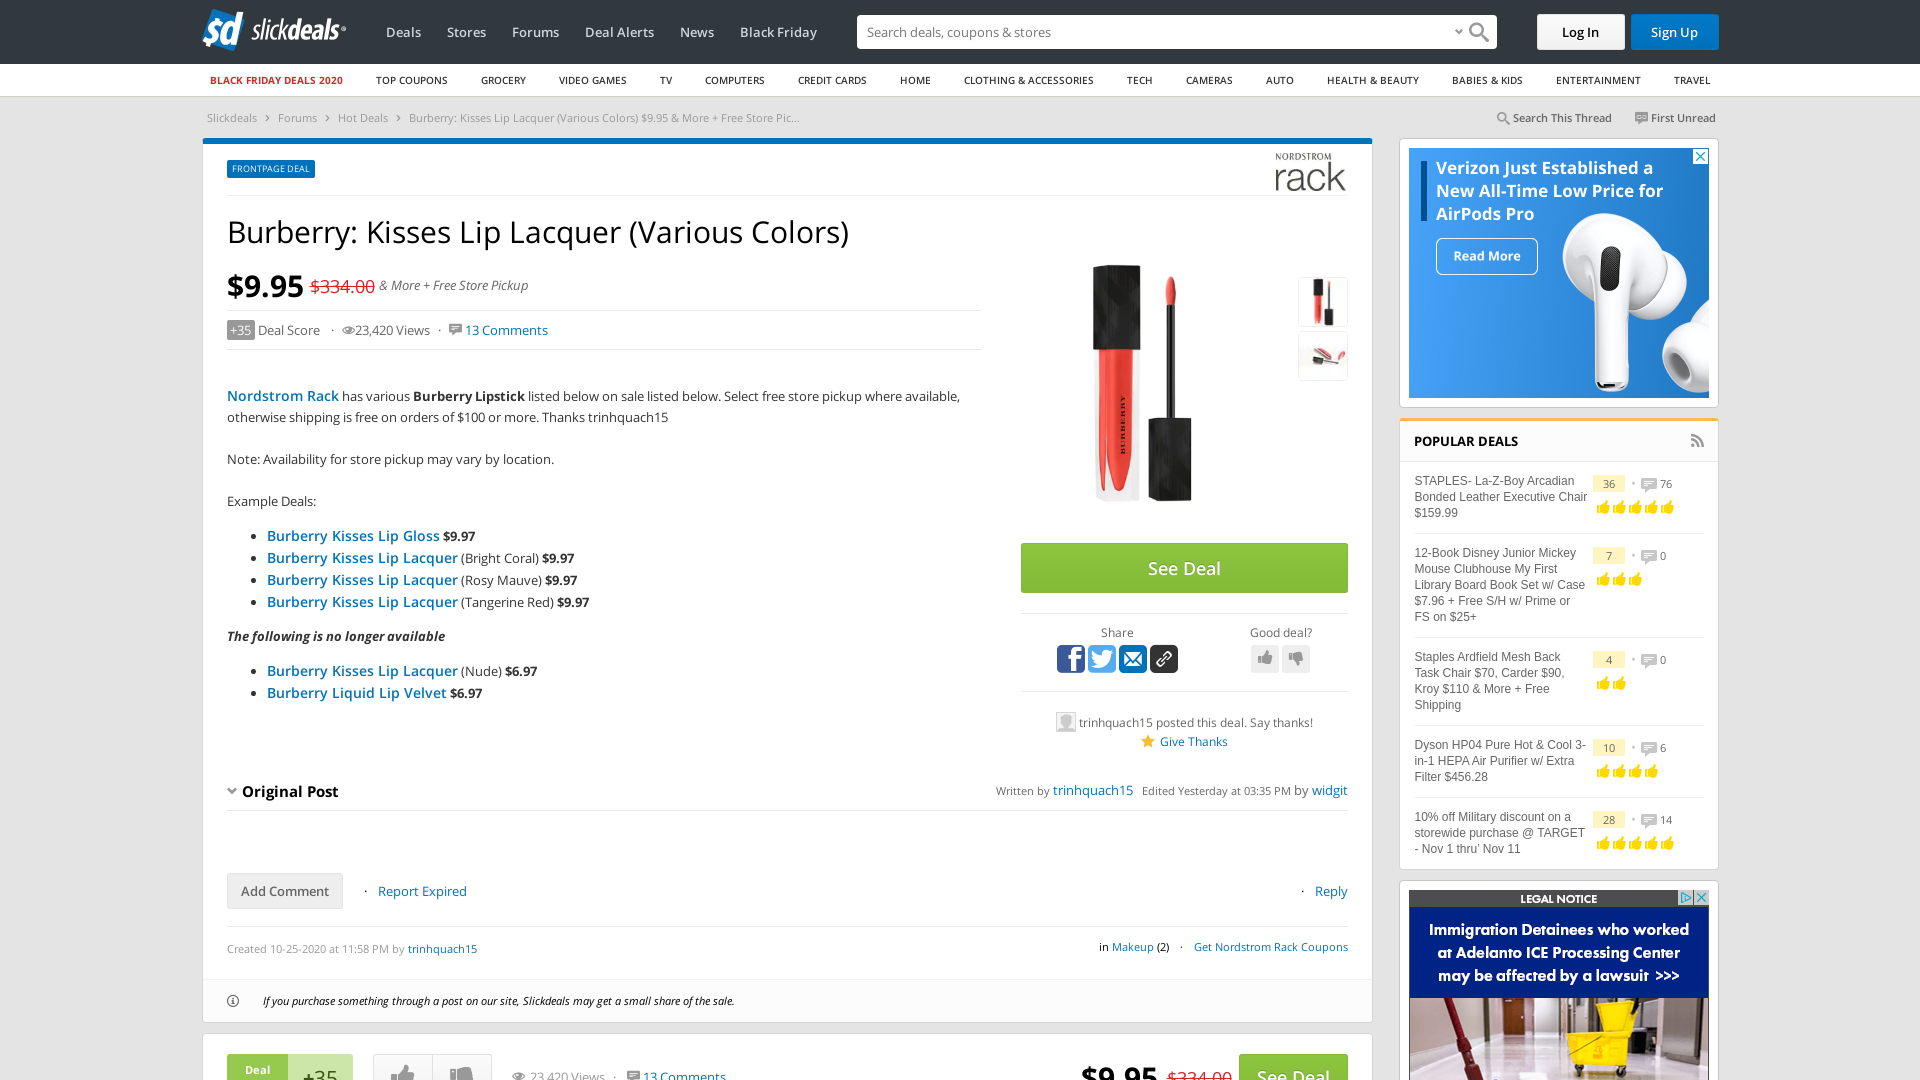 sd slickdeals
Deals Stores Forums Deal Alerts News Black Friday
Search deals, coupons & stores
Log In Sign Up
BLACK FRIDAY DEALS 2020 TOP COUPONS GROCERY VIDEO GAMES TV COMPUTERS CREDIT CARDS HOME CLOTHING & ACCESSORIES TECH CAMERAS AUTO HEALTH & BEAUTY BABIES & KIDS ENTERTAINMENT TRAVEL
Slickdeals › Forums › Hot Deals › Burberry: Kisses Lip Lacquer (Various Colors) $9.95 & More + Free Store Pic...
Search This Thread First Unread
FRONTPAGE DEAL
NORDSTROM
rack
Burberry: Kisses Lip Lacquer (Various Colors)
$9.95 $334.00 & More + Free Store Pickup
+35 Deal Score · 23,420 Views · 13 Comments
Nordstrom Rack has various Burberry Lipstick listed below on sale listed below. Select free store pickup where available,
otherwise shipping is free on orders of $100 or more. Thanks trinhquach15
Note: Availability for store pickup may vary by location.
Example Deals:
• Burberry Kisses Lip Gloss $9.97
• Burberry Kisses Lip Lacquer (Bright Coral) $9.97
• Burberry Kisses Lip Lacquer (Rosy Mauve) $9.97
• Burberry Kisses Lip Lacquer (Tangerine Red) $9.97
The following is no longer available
• Burberry Kisses Lip Lacquer (Nude) $6.97
• Burberry Liquid Lip Velvet $6.97
BURBERRY
See Deal
Share
Good deal?
trinhquach15 posted this deal. Say thanks!
Give Thanks
Original Post
Written by trinhquach15 Edited Yesterday at 03:35 PM by widgit
Add Comment · Report Expired
· Reply
Created 10-25-2020 at 11:58 PM by trinhquach15
in Makeup (2) · Get Nordstrom Rack Coupons
If you purchase something through a post on our site, Slickdeals may get a small share of the sale.
Deal
+35
23,420 Views · 13 Comments
$9.95 $334.00 See Deal
Verizon Just Established a
New All-Time Low Price for
AirPods Pro
Read More
POPULAR DEALS
STAPLES- La-Z-Boy Arcadian
Bonded Leather Executive Chair
$159.99
36 • 76
12-Book Disney Junior Mickey
Mouse Clubhouse My First
Library Board Book Set w/ Case
$7.96 + Free S/H w/ Prime or
FS on $25+
7 • 0
Staples Ardfield Mesh Back
Task Chair $70, Carder $90,
Kroy $110 & More + Free
Shipping
4 • 0
Dyson HP04 Pure Hot & Cool 3-
in-1 HEPA Air Purifier w/ Extra
Filter $456.28
10 • 6
10% off Military discount on a
storewide purchase @ TARGET
- Nov 1 thru' Nov 11
28 • 14
LEGAL NOTICE
Immigration Detainees who worked
at Adelanto ICE Processing Center
may be affected by a lawsuit >>>